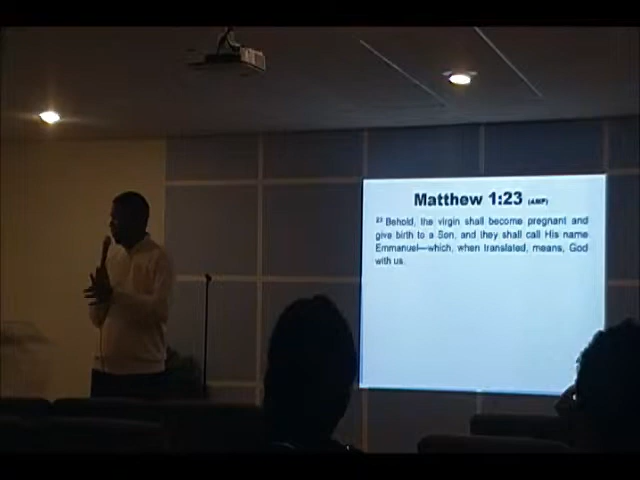 Matthew 1:23 (AMP)
23 Behold, the virgin shall become pregnant and
give birth to a Son, and they shall call His name
Emmanuel—which, when translated, means, God
with us.